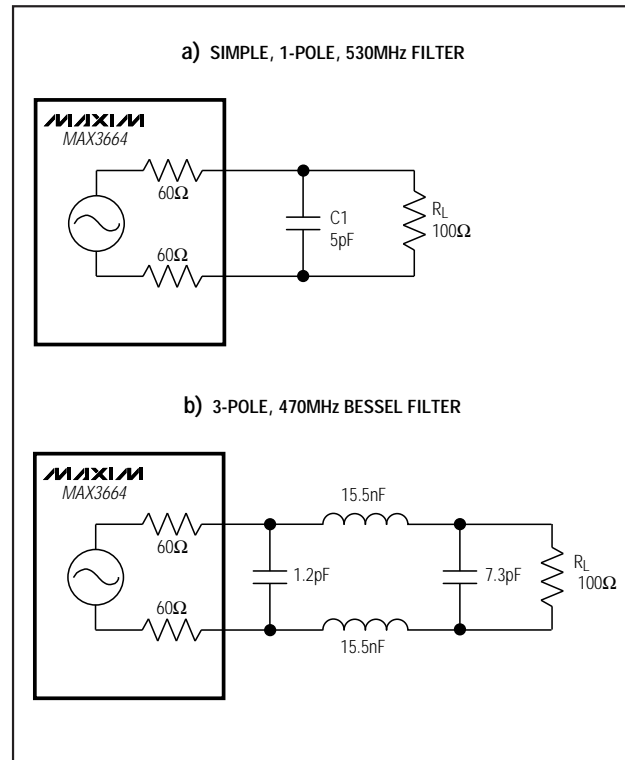 a) SIMPLE, 1-POLE, 530MHz FILTER
MAXIM
MAX3664
60Ω
C1
5pF
RL
100Ω
60Ω
b) 3-POLE, 470MHz BESSEL FILTER
MAXIM
MAX3664
15.5nF
60Ω
1.2pF
7.3pF
RL
100Ω
60Ω
15.5nF